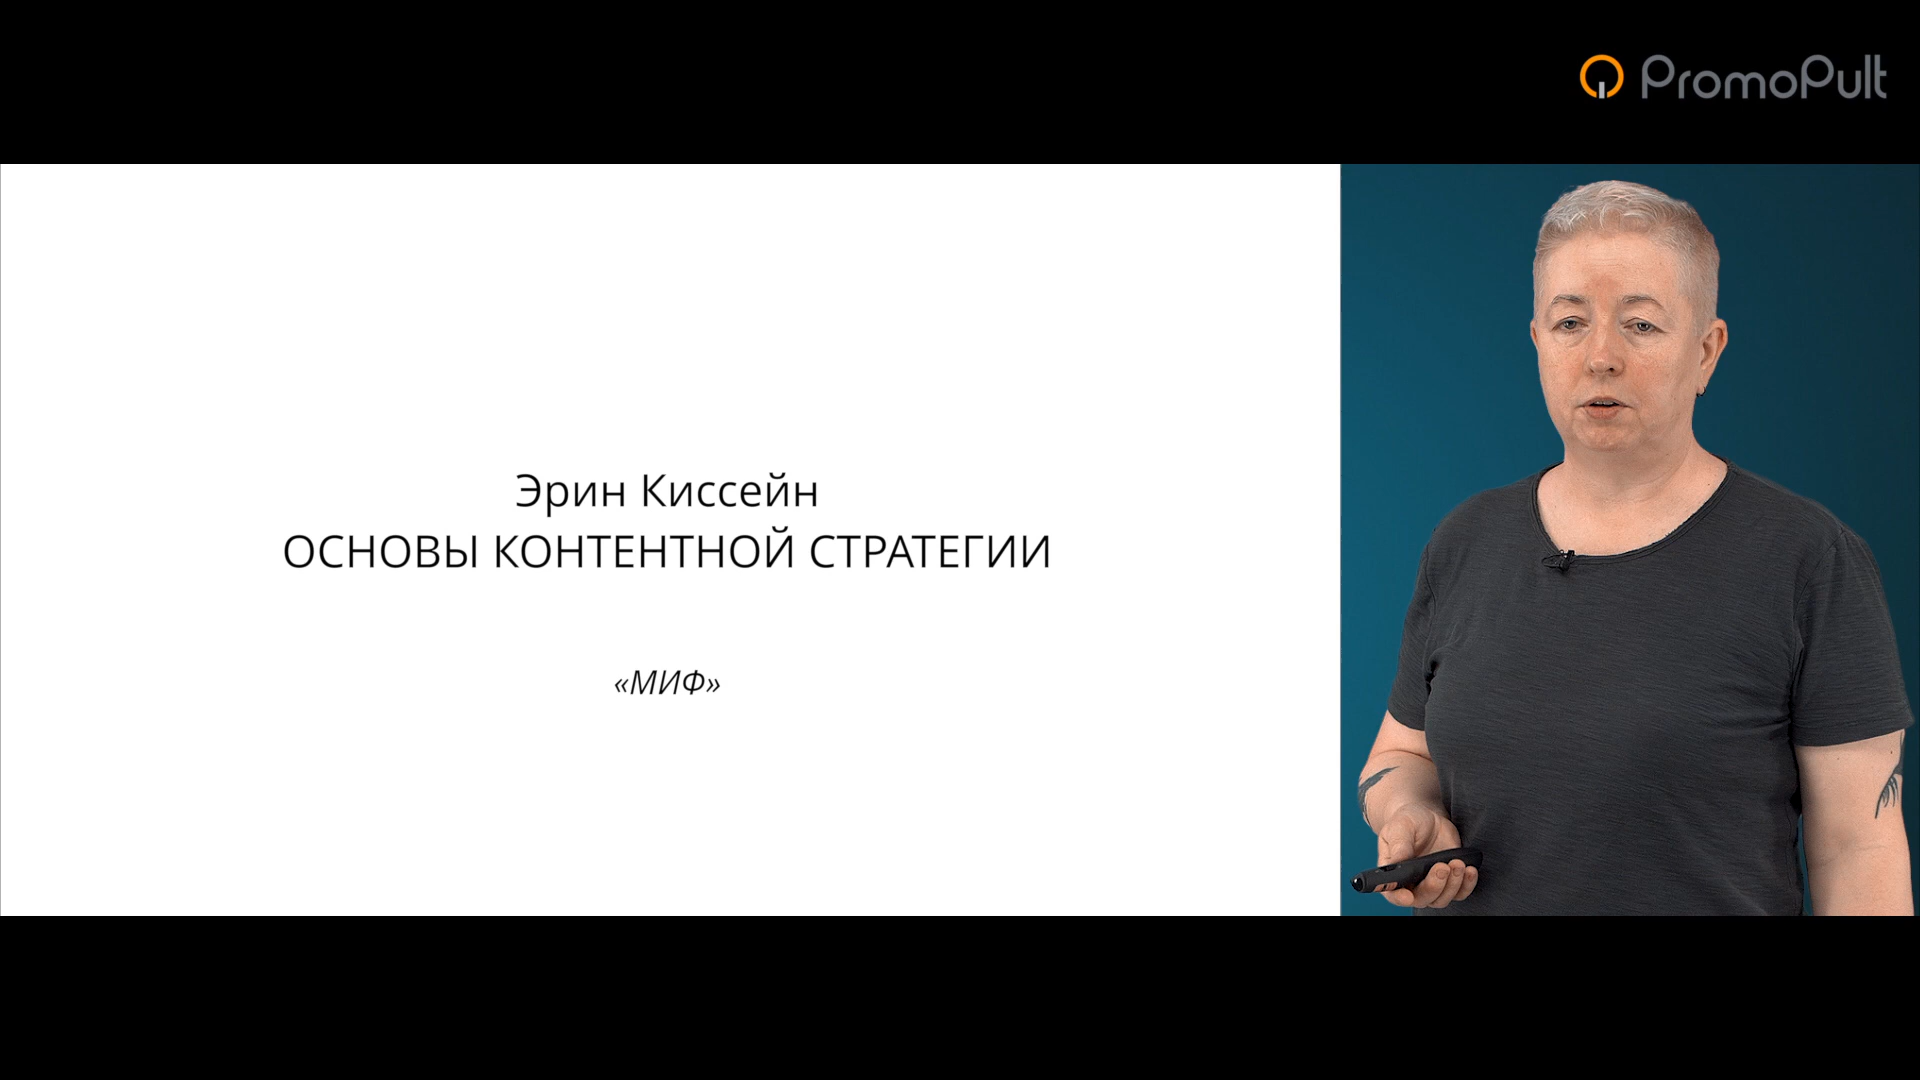 PromoPult
Эрин Киссейн
ОСНОВЫ КОНТЕНТНОЙ СТРАТЕГИИ
«МИФ»